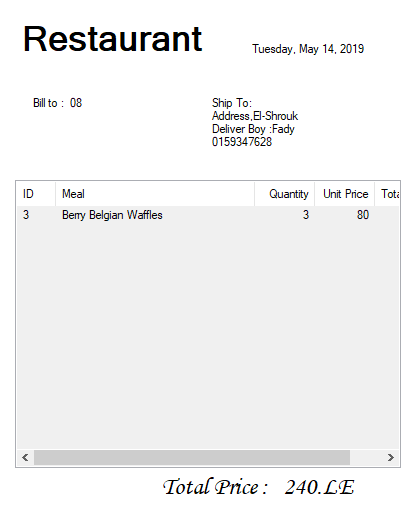 Restaurant
Tuesday, May 14, 2019
Bill to : 08
Ship To:
Address,El-Shrouk
Deliver Boy :Fady
0159347628
ID Meal Quantity Unit Price Tota
3 Berry Belgian Waffles 3 80
Total Price : 240.LE